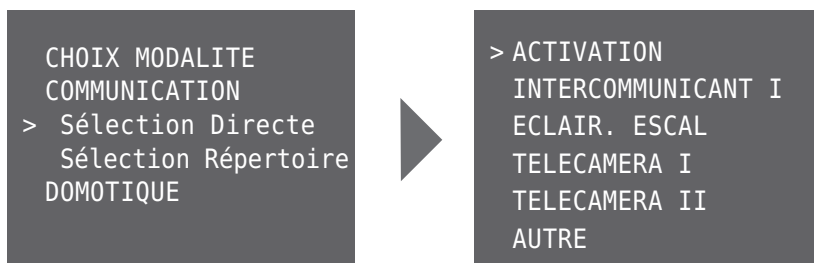 CHOIX MODALITE
COMMUNICATION
> Sélection Directe
Sélection Répertoire
DOMOTIQUE
> ACTIVATION
INTERCOMMUNICANT I
ECLAIR. ESCAL
TELECAMERA I
TELECAMERA II
AUTRE